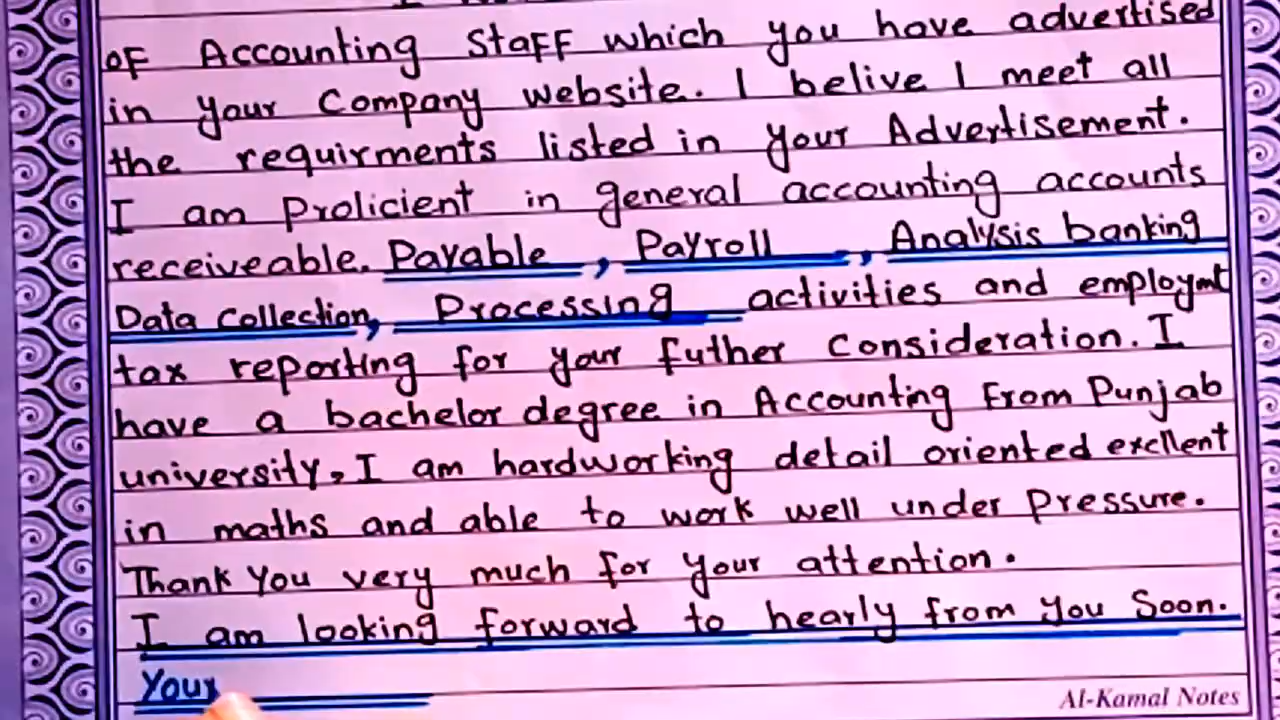 of Accounting Staff which you have advertised
in your Company website. I belive I meet all
the requirments listed in your Advertisement.
I am Prolicient in general accounting accounts
receiveable. Payable, Payroll, Analysis banking
Data Collection, Processing activities and employmt
tax reporting for your futher Consideration. I
have a bachelor degree in Accounting From Punjab
university, I am hardworking detail oriented excllent
in maths and able to work well under Pressure.
Thank You very much for your attention.
I am looking forward to hearly from you Soon.
Your
Al-Kamal Notes